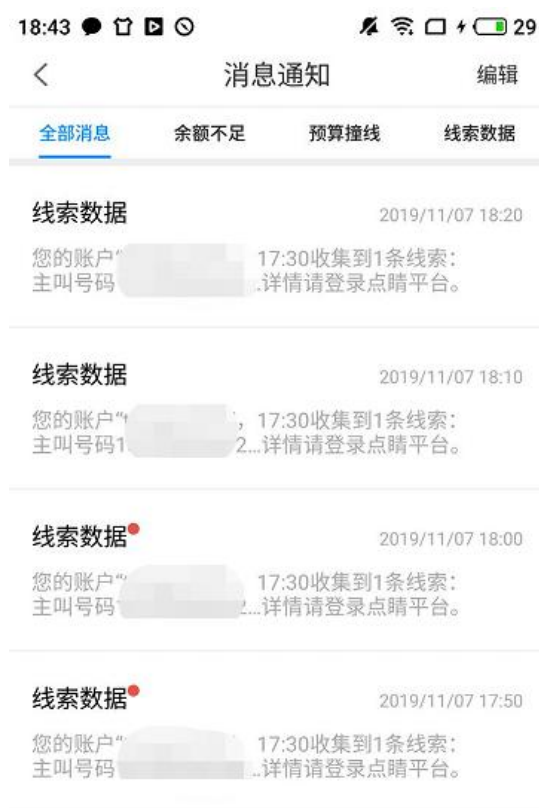 18:43
29
消息通知
编辑
全部消息
余额不足
预算撞线
线索数据
线索数据
2019/11/07 18:20
您的账户“ 17:30收集到1条线索：
主叫号码 ...详情请登录点睛平台。
线索数据
2019/11/07 18:10
您的账户“ ，17:30收集到1条线索：
主叫号码1 2...详情请登录点睛平台。
线索数据
2019/11/07 18:00
您的账户“ 17:30收集到1条线索：
主叫号码 2...详情请登录点睛平台。
线索数据
2019/11/07 17:50
您的账户“ 17:30收集到1条线索：
主叫号码 ...详情请登录点睛平台。